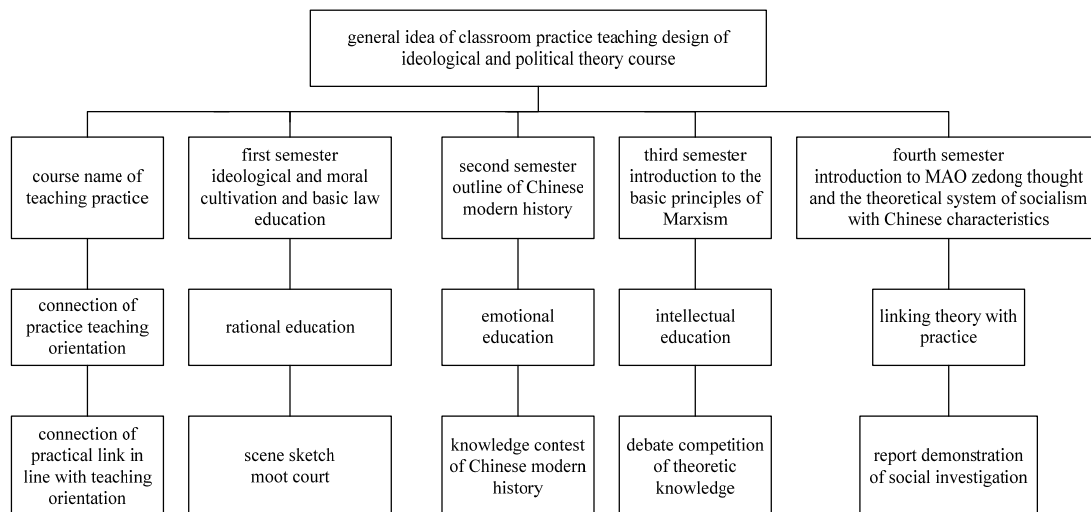 general idea of classroom practice teaching design of
ideological and political theory course
course name of
teaching practice
first semester
ideological and moral
cultivation and basic law
education
second semester
outline of Chinese
modern history
third semester
introduction to the
basic principles of
Marxism
fourth semester
introduction to MAO zedong thought
and the theoretical system of socialism
with Chinese characteristics
connection of
practice teaching
orientation
rational education
emotional
education
intellectual
education
linking theory with
practice
connection of
practical link in
line with teaching
orientation
scene sketch
moot court
knowledge contest
of Chinese modern
history
debate competition
of theoretic
knowledge
report demonstration
of social investigation